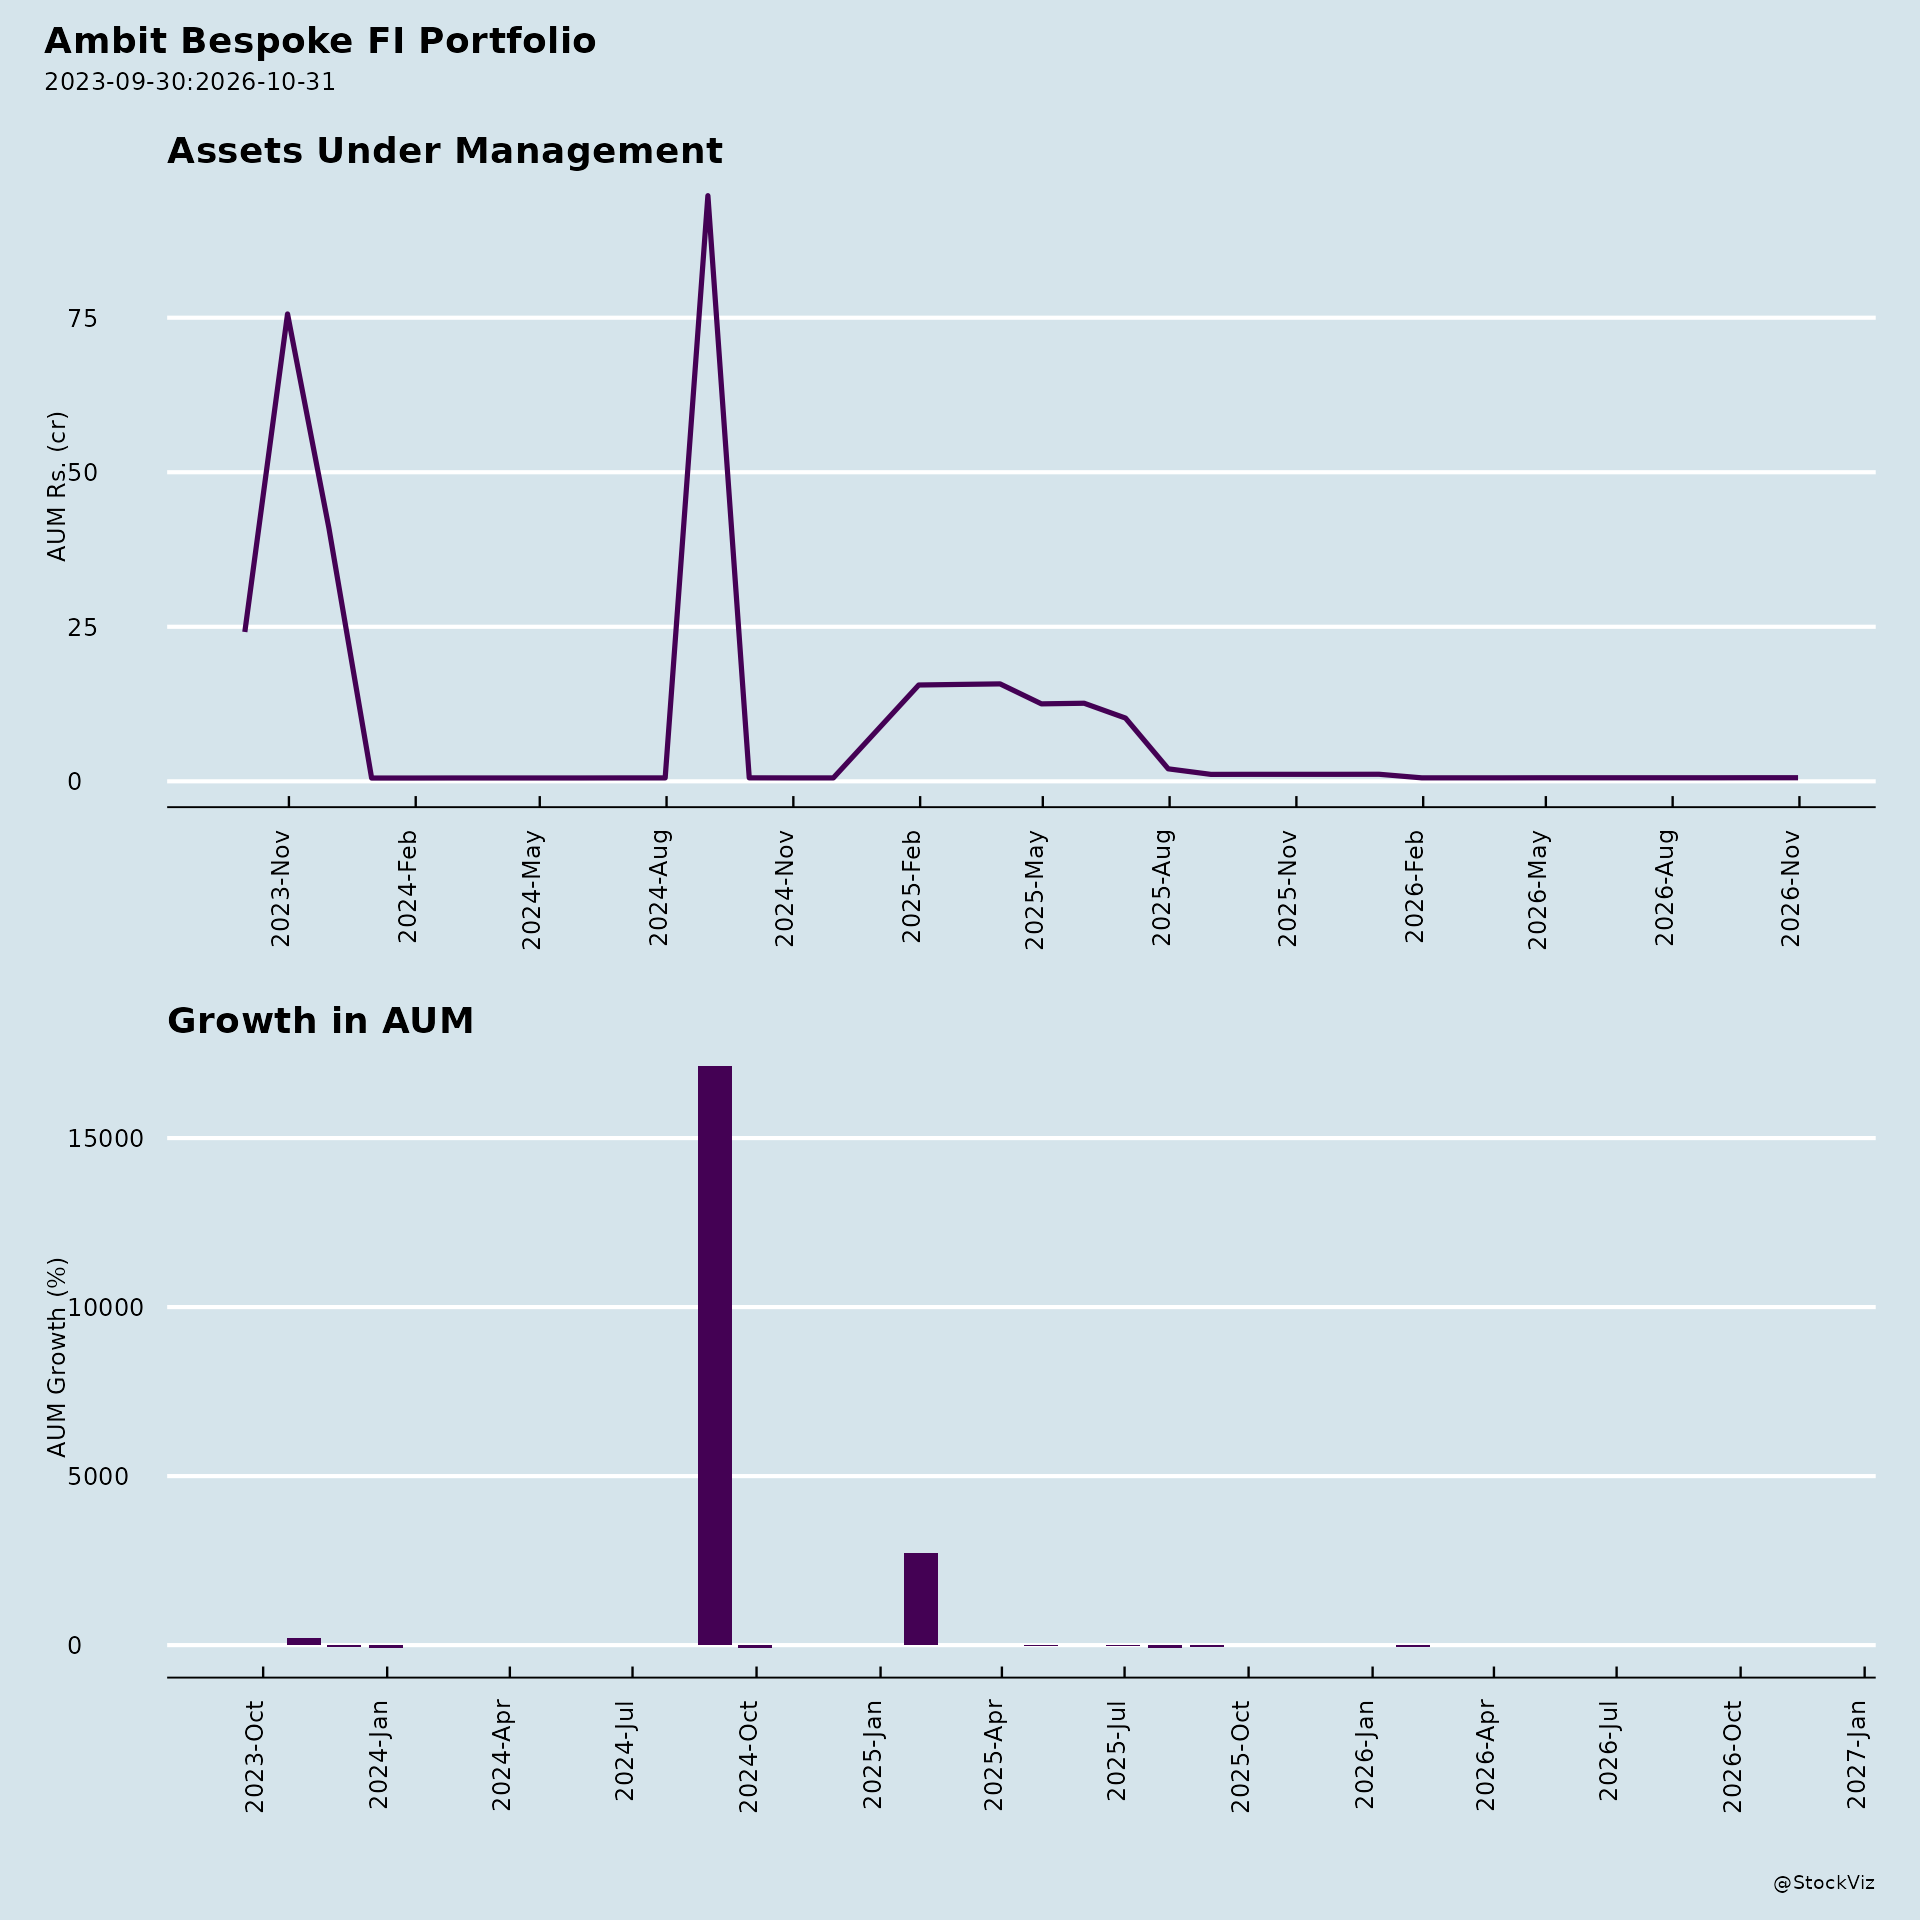 Ambit Bespoke FI Portfolio
2023-09-30:2026-10-31
Assets Under Management
AUM Rs. (cr)
75
50
25
0
2023-Nov
2024-Feb
2024-May
2024-Aug
2024-Nov
2025-Feb
2025-May
2025-Aug
2025-Nov
2026-Feb
2026-May
2026-Aug
2026-Nov
Growth in AUM
AUM Growth (%)
15000
10000
5000
0
2023-Oct
2024-Jan
2024-Apr
2024-Jul
2024-Oct
2025-Jan
2025-Apr
2025-Jul
2025-Oct
2026-Jan
2026-Apr
2026-Jul
2026-Oct
2027-Jan
@StockViz